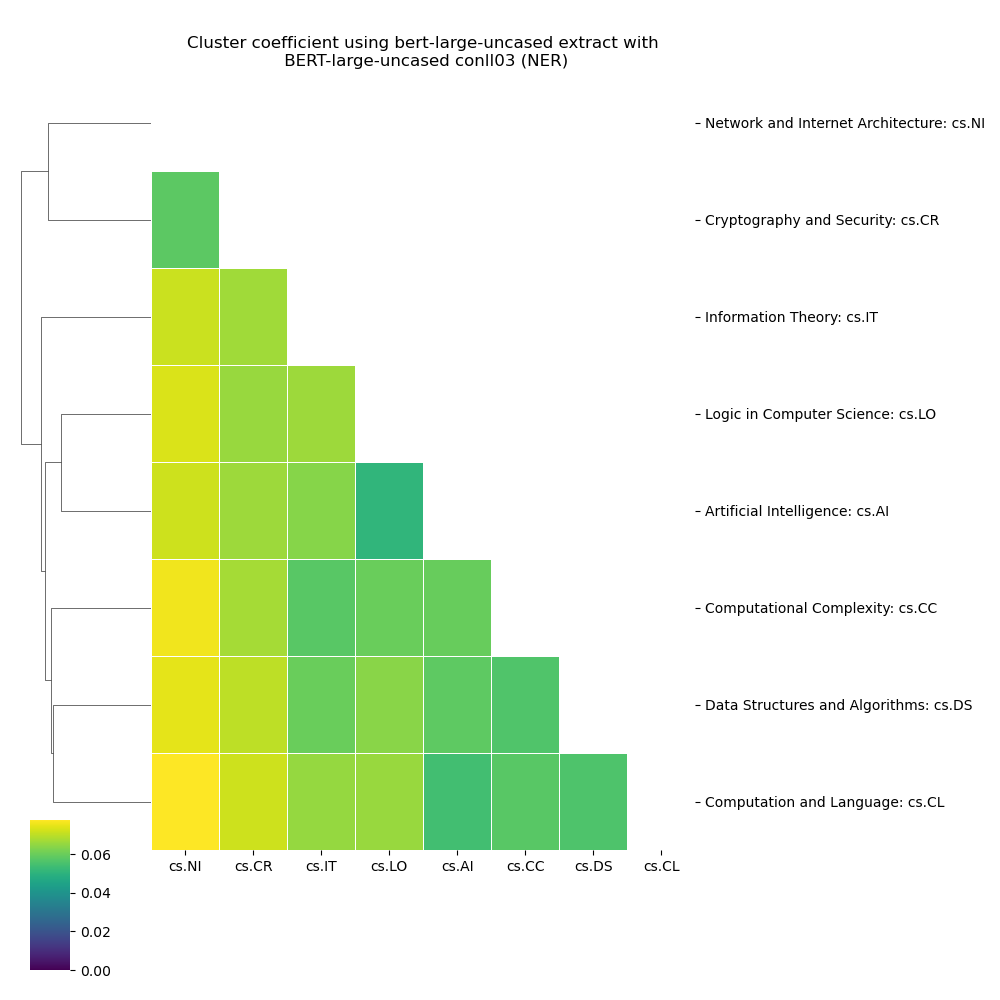 Cluster coefficient using bert-large-uncased extract with
BERT-large-uncased conll03 (NER)
Network and Internet Architecture: cs.NI
Cryptography and Security: cs.CR
Information Theory: cs.IT
Logic in Computer Science: cs.LO
Artificial Intelligence: cs.AI
Computational Complexity: cs.CC
Data Structures and Algorithms: cs.DS
Computation and Language: cs.CL
cs.NI cs.CR cs.IT cs.LO cs.AI cs.CC cs.DS cs.CL
0.06
0.04
0.02
0.00